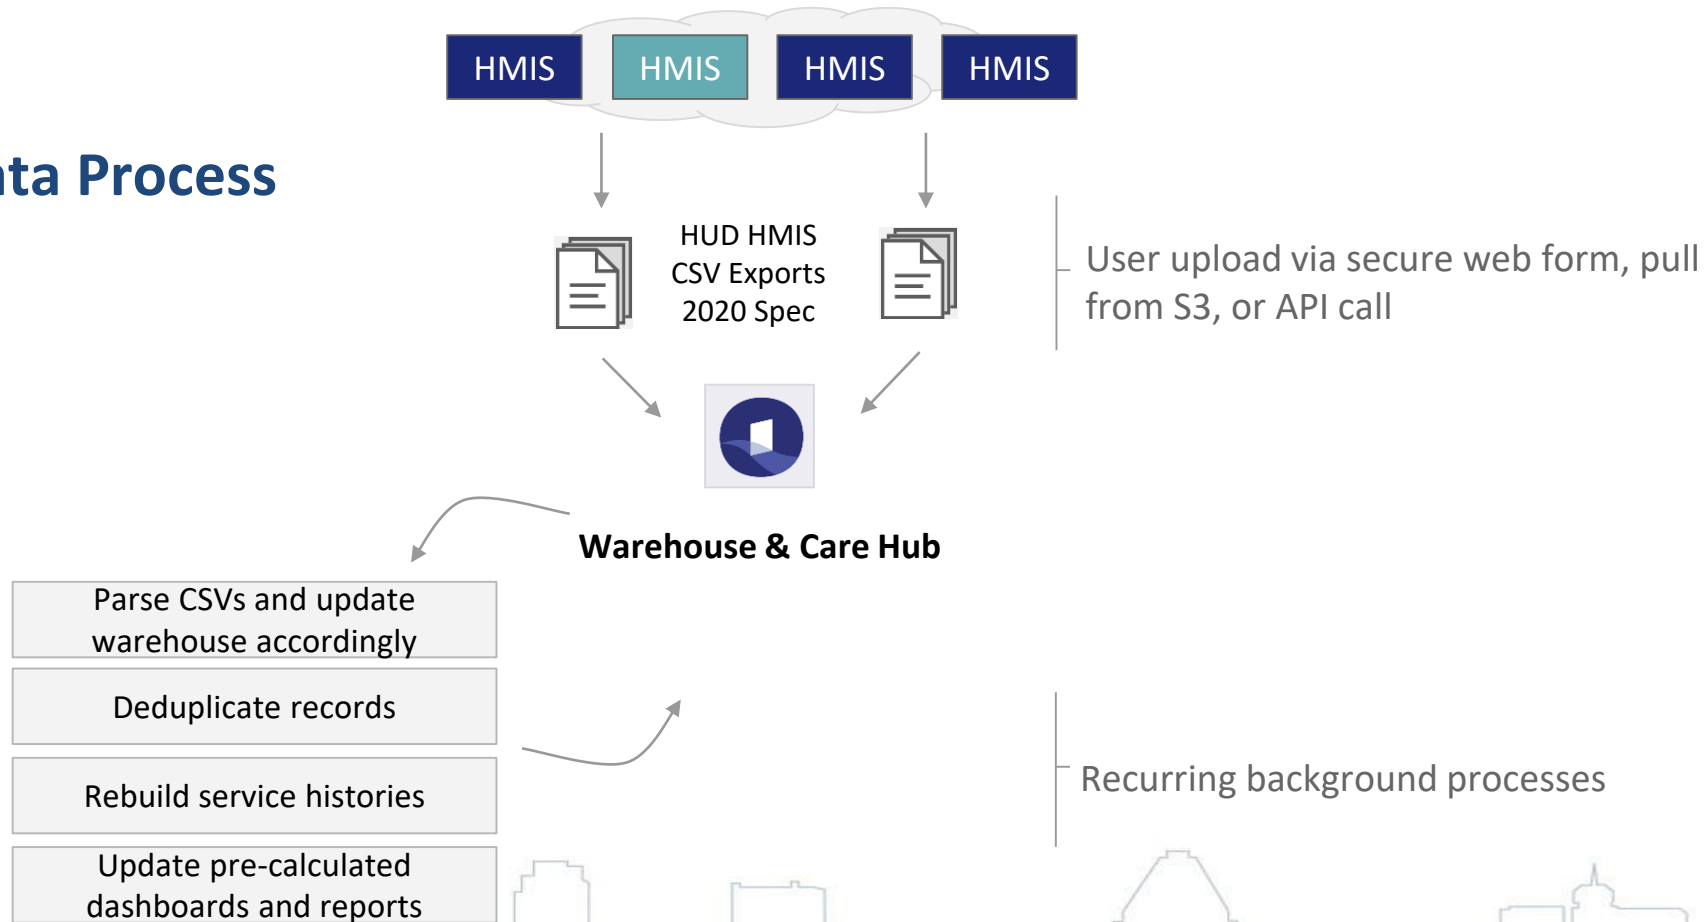 HMIS HMIS HMIS HMIS
ata Process
HUD HMIS
CSV Exports
2020 Spec
User upload via secure web form, pull
from S3, or API call
Warehouse & Care Hub
Parse CSVs and update
warehouse accordingly
Deduplicate records
Rebuild service histories
Update pre-calculated
dashboards and reports
Recurring background processes